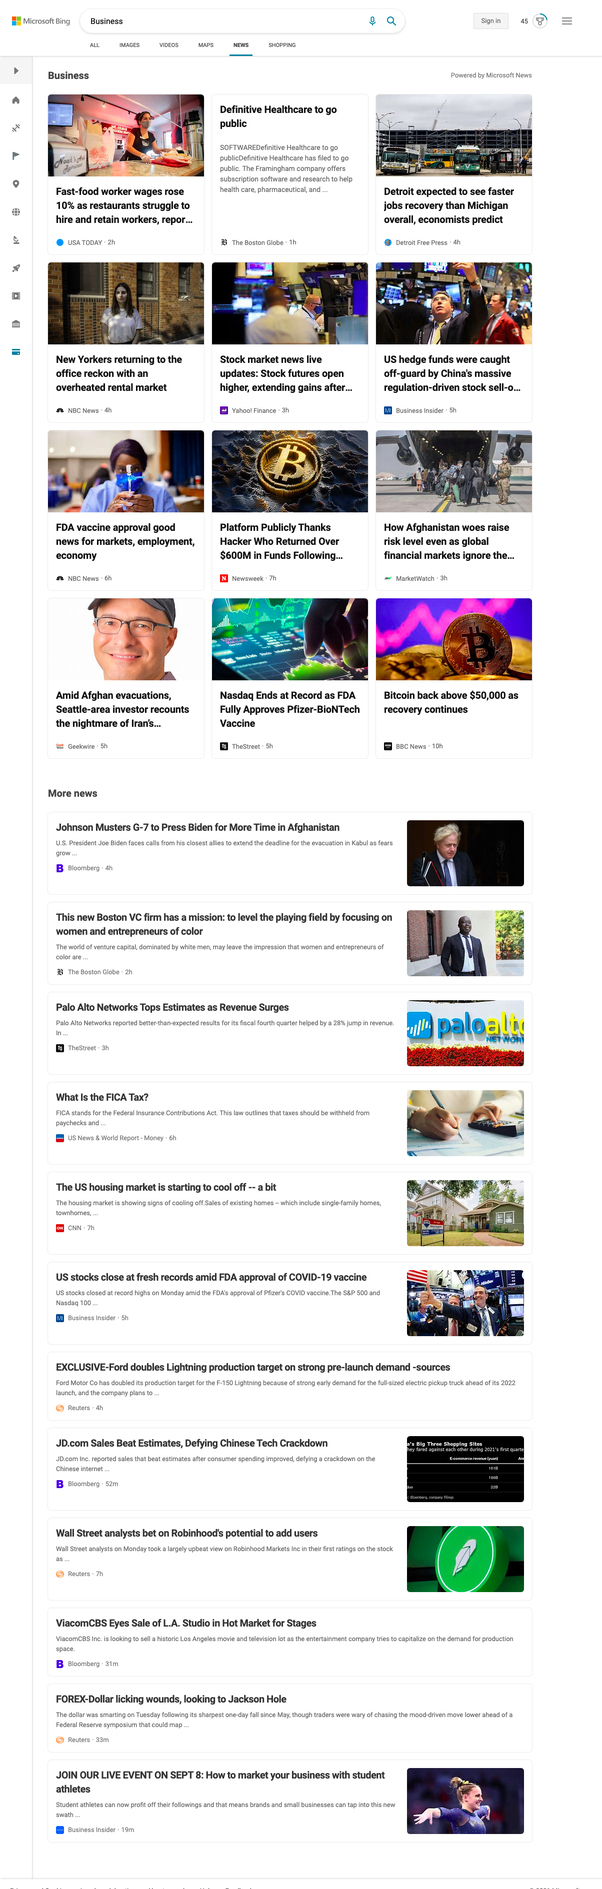 Microsoft Bing
Business
Sign in
45
ALL
IMAGES
VIDEOS
MAPS
NEWS
SHOPPING
Business
Powered by Microsoft News
Fast-food worker wages rose
10% as restaurants struggle to
hire and retain workers, repor...
USA TODAY · 2h
Definitive Healthcare to go
public
SOFTWAREDefinitive Healthcare to go
publicDefinitive Healthcare has filed to go
public. The Framingham company offers
subscription software and research to help
health care, pharmaceutical, and ...
The Boston Globe · 1h
Detroit expected to see faster
jobs recovery than Michigan
overall, economists predict
Detroit Free Press · 4h
New Yorkers returning to the
office reckon with an
overheated rental market
NBC News · 4h
Stock market news live
updates: Stock futures open
higher, extending gains after...
Yahoo! Finance · 3h
US hedge funds were caught
off-guard by China's massive
regulation-driven stock sell-o...
Business Insider · 5h
FDA vaccine approval good
news for markets, employment,
economy
NBC News · 6h
Platform Publicly Thanks
Hacker Who Returned Over
$600M in Funds Following...
Newsweek · 7h
How Afghanistan woes raise
risk level even as global
financial markets ignore the...
MarketWatch · 3h
Amid Afghan evacuations,
Seattle-area investor recounts
the nightmare of Iran's...
Geekwire · 5h
Nasdaq Ends at Record as FDA
Fully Approves Pfizer-BioNTech
Vaccine
TheStreet · 5h
Bitcoin back above $50,000 as
recovery continues
BBC News · 10h
More news
Johnson Musters G-7 to Press Biden for More Time in Afghanistan
U.S. President Joe Biden faces calls from his closest allies to extend the deadline for the evacuation in Kabul as fears
grow ...
Bloomberg · 4h
This new Boston VC firm has a mission: to level the playing field by focusing on
women and entrepreneurs of color
The world of venture capital, dominated by white men, may leave the impression that women and entrepreneurs of
color are ...
The Boston Globe · 2h
Palo Alto Networks Tops Estimates as Revenue Surges
Palo Alto Networks reported better-than-expected results for its fiscal fourth quarter helped by a 28% jump in revenue.
In ...
TheStreet · 3h
paloalto
NETWOR
What Is the FICA Tax?
FICA stands for the Federal Insurance Contributions Act. This law outlines that taxes should be withheld from
paychecks and ...
US News & World Report - Money · 6h
The US housing market is starting to cool off -- a bit
The housing market is showing signs of cooling off.Sales of existing homes – which include single-family homes,
townhomes, ...
CNN · 7h
US stocks close at fresh records amid FDA approval of COVID-19 vaccine
US stocks closed at record highs on Monday amid the FDA's approval of Pfizer's COVID vaccine.The S&P 500 and
Nasdaq 100 ...
Business Insider · 5h
EXCLUSIVE-Ford doubles Lightning production target on strong pre-launch demand -sources
Ford Motor Co has doubled its production target for the F-150 Lightning because of strong early demand for the full-sized electric pickup truck ahead of its 2022
launch, and the company plans to ...
Reuters · 4h
JD.com Sales Beat Estimates, Defying Chinese Tech Crackdown
JD.com Inc. reported sales that beat estimates after consumer spending improved, defying a crackdown on the
Chinese internet ...
Bloomberg · 52m
a's Big Three Shopping Sites
hey fared against each other during 2021's first quarte
E-commerce revenue (yuan)
Wall Street analysts bet on Robinhood's potential to add users
Wall Street analysts on Monday took a largely upbeat view on Robinhood Markets Inc in their first ratings on the stock
as ...
Reuters · 7h
ViacomCBS Eyes Sale of L.A. Studio in Hot Market for Stages
ViacomCBS Inc. is looking to sell a historic Los Angeles movie and television lot as the entertainment company tries to capitalize on the demand for production
space.
Bloomberg · 31m
FOREX-Dollar licking wounds, looking to Jackson Hole
The dollar was smarting on Tuesday following its sharpest one-day fall since May, though traders were wary of chasing the mood-driven move lower ahead of a
Federal Reserve symposium that could map ...
Reuters · 33m
JOIN OUR LIVE EVENT ON SEPT 8: How to market your business with student
athletes
Student athletes can now profit off their followings and that means brands and small businesses can tap into this new
swath ...
Business Insider · 19m